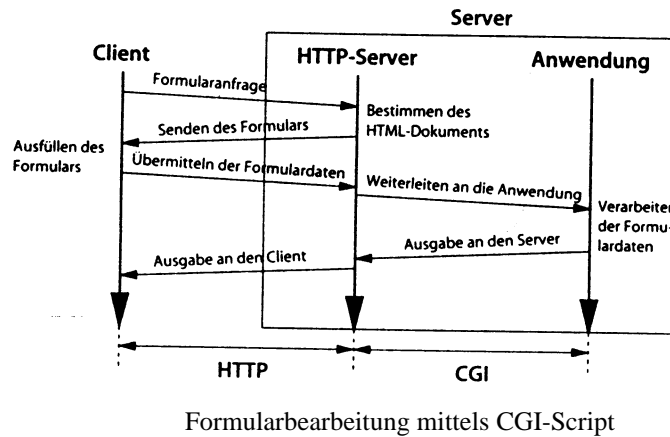 Server
Client
HTTP-Server
Anwendung
Formularanfrage
Bestimmen des
HTML-Dokuments
Senden des Formulars
Ausfüllen des
Formulars
Übermitteln der Formulardaten
Weiterleiten an die Anwendung
Verarbeiten
der Formu-
lardaten
Ausgabe an den Server
Ausgabe an den Client
HTTP
CGI
Formularbearbeitung mittels CGI-Script